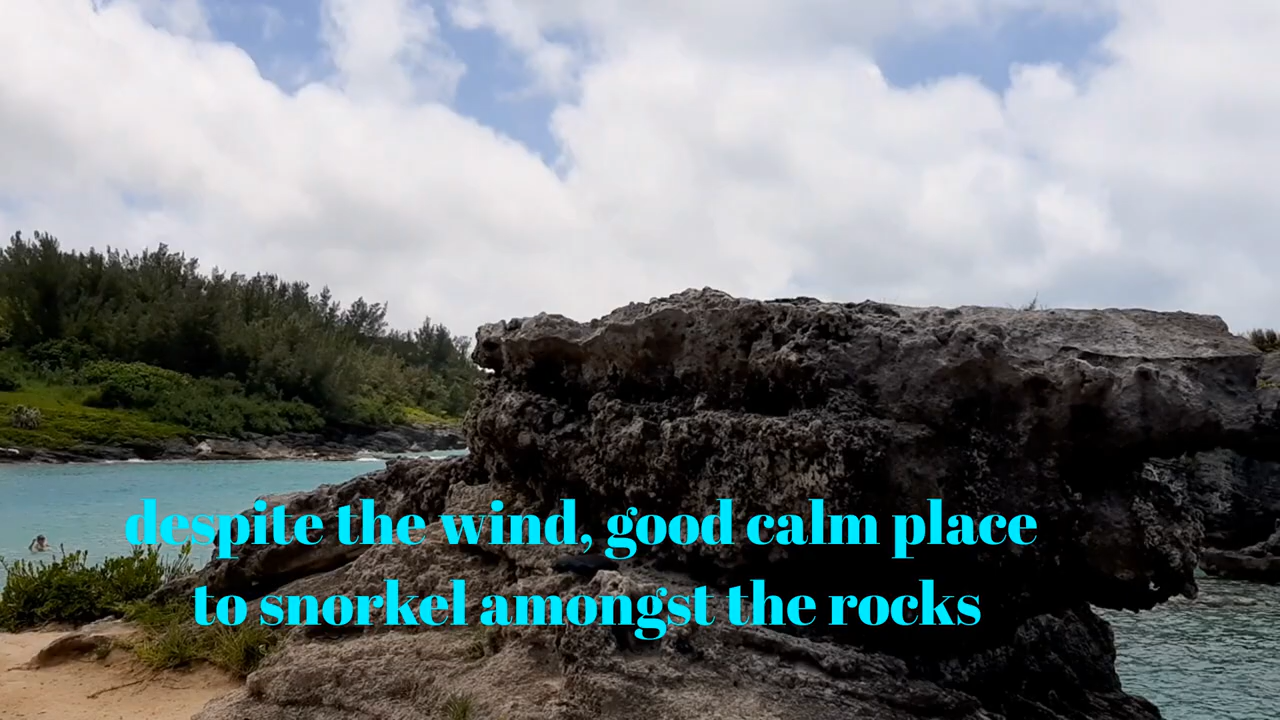 despite the wind, good calm place
to snorkel amongst the rocks